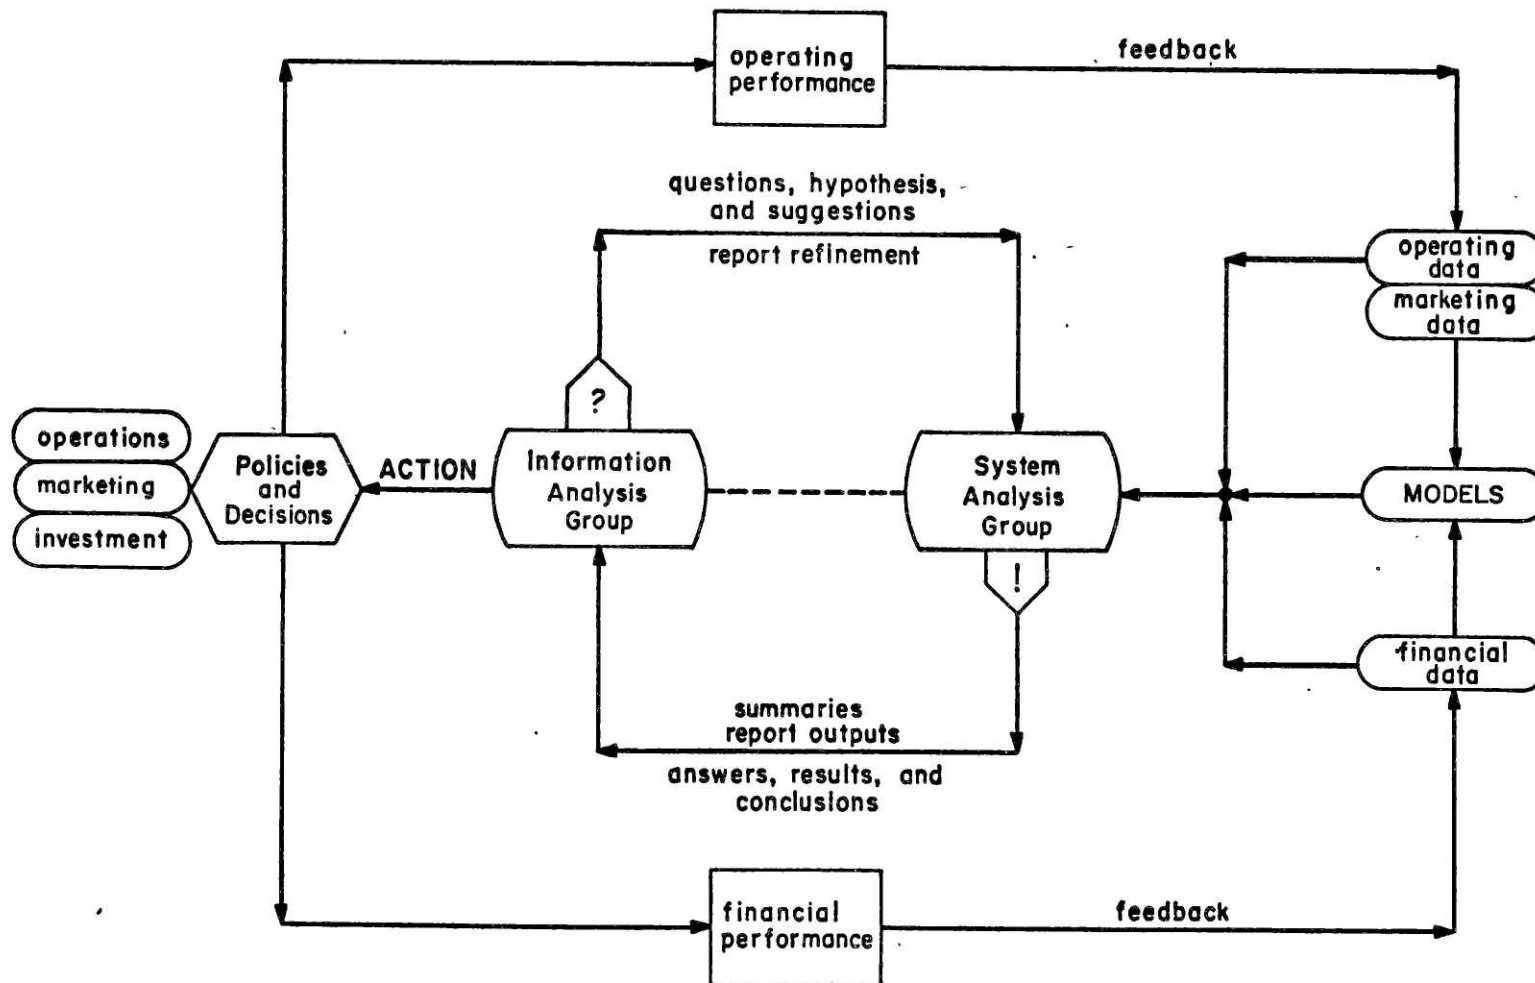 operating
performance
feedback
questions, hypothesis,
and suggestions
report refinement
operating
data
marketing
data
?
operations
marketing
investment
Policies
and
Decisions
ACTION
Information
Analysis
Group
System
Analysis
Group
MODELS
!
financial
data
summaries
report outputs
answers, results, and
conclusions
financial
performance
feedback